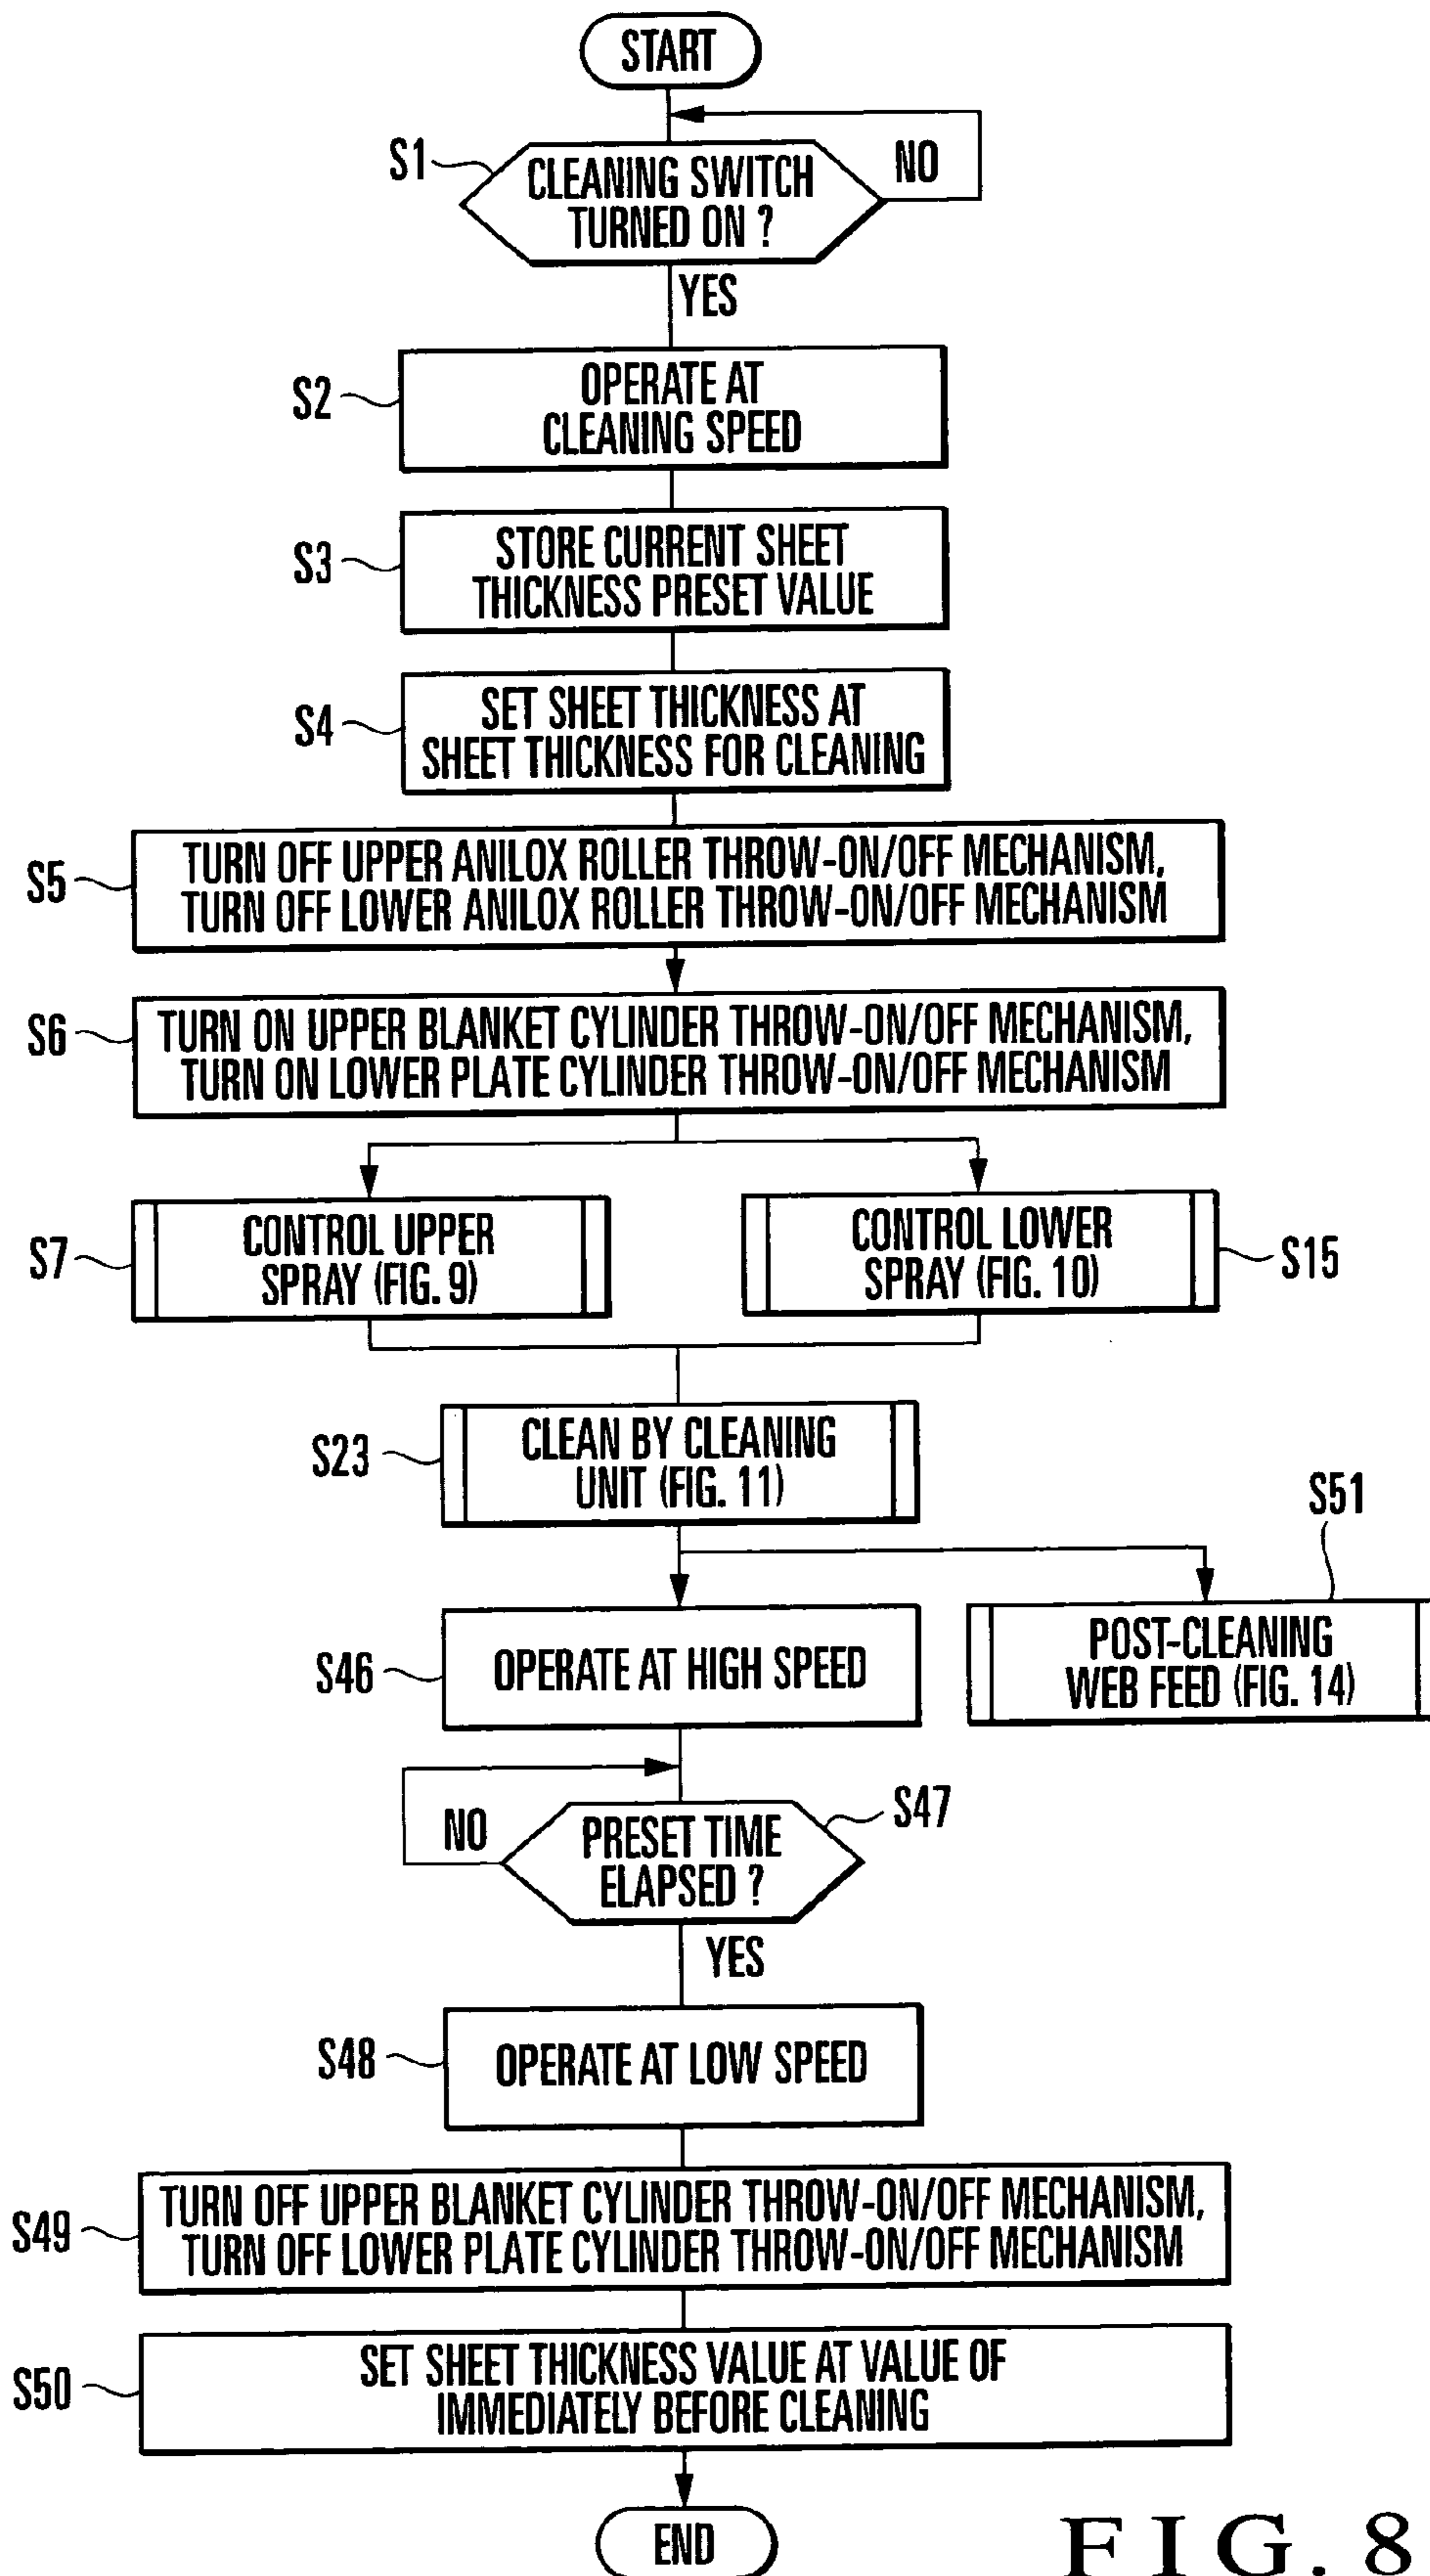 START
S1
CLEANING SWITCH
TURNED ON ?
NO
YES
S2
OPERATE AT
CLEANING SPEED
S3
STORE CURRENT SHEET
THICKNESS PRESET VALUE
S4
SET SHEET THICKNESS AT
SHEET THICKNESS FOR CLEANING
S5
TURN OFF UPPER ANILOX ROLLER THROW-ON/OFF MECHANISM,
TURN OFF LOWER ANILOX ROLLER THROW-ON/OFF MECHANISM
S6
TURN ON UPPER BLANKET CYLINDER THROW-ON/OFF MECHANISM,
TURN ON LOWER PLATE CYLINDER THROW-ON/OFF MECHANISM
S7
CONTROL UPPER
SPRAY (FIG. 9)
CONTROL LOWER
SPRAY (FIG. 10)
S15
S23
CLEAN BY CLEANING
UNIT (FIG. 11)
S51
S46
OPERATE AT HIGH SPEED
POST-CLEANING
WEB FEED (FIG. 14)
NO
PRESET TIME
ELAPSED ?
S47
YES
S48
OPERATE AT LOW SPEED
S49
TURN OFF UPPER BLANKET CYLINDER THROW-ON/OFF MECHANISM,
TURN OFF LOWER PLATE CYLINDER THROW-ON/OFF MECHANISM
S50
SET SHEET THICKNESS VALUE AT VALUE OF
IMMEDIATELY BEFORE CLEANING
END
FIG. 8